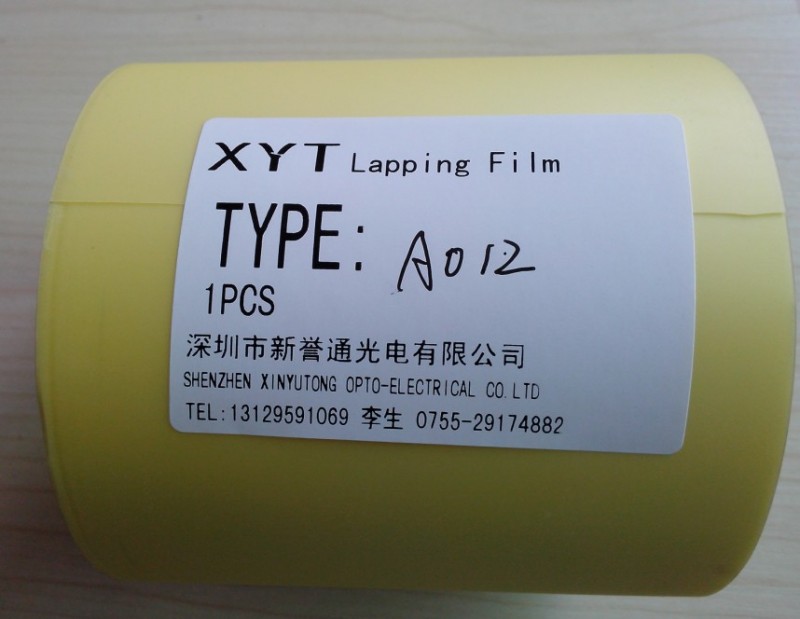 XYT Lapping Film
TYPE: A012
1PCS
深圳市新誉通光电有限公司
SHENZHEN XINYUTONG OPTO-ELECTRICAL CO.LTD
TEL:13129591069 李生 0755-29174882